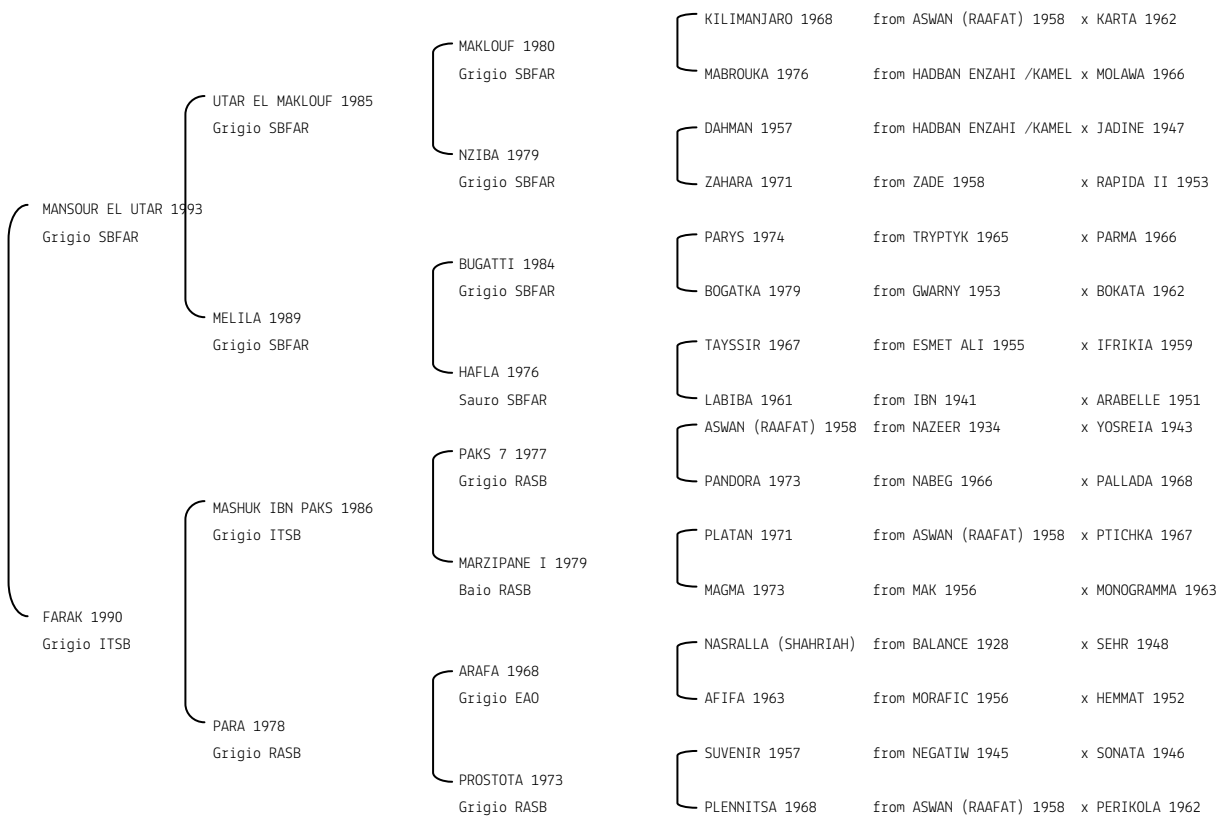 KILIMANJARO 1968 from ASWAN (RAAFAT) 1958 x KARTA 1962
MAKLOUF 1980
Grigio SBFAR
MABROUKA 1976 from HADBAN ENZAHI /KAMEL x MOLAWA 1966
UTAR EL MAKLOUF 1985
Grigio SBFAR
DAHMAN 1957 from HADBAN ENZAHI /KAMEL x JADINE 1947
NZIBA 1979
Grigio SBFAR
ZAHARA 1971 from ZADE 1958 x RAPIDA II 1953
MANSOUR EL UTAR 1993
Grigio SBFAR
PARYS 1974 from TRYPTYK 1965 x PARMA 1966
BUGATTI 1984
Grigio SBFAR
BOGATKA 1979 from GWARNY 1953 x BOKATA 1962
MELILA 1989
Grigio SBFAR
TAYSSIR 1967 from ESMET ALI 1955 x IFRIKIA 1959
HAFLA 1976
Sauro SBFAR
LABIBA 1961 from IBN 1941 x ARABELLE 1951
ASWAN (RAAFAT) 1958 from NAZEER 1934 x YOSREIA 1943
PAKS 7 1977
Grigio RASB
PANDORA 1973 from NABEG 1966 x PALLADA 1968
MASHUK IBN PAKS 1986
Grigio ITSB
PLATAN 1971 from ASWAN (RAAFAT) 1958 x PTICHKA 1967
MARZIPANE I 1979
Baio RASB
MAGMA 1973 from MAK 1956 x MONOGRAMMA 1963
FARAK 1990
Grigio ITSB
NASRALLA (SHAHRIAH) from BALANCE 1928 x SEHR 1948
ARAFA 1968
Grigio EAO
AFIFA 1963 from MORAFIC 1956 x HEMMAT 1952
PARA 1978
Grigio RASB
SUVENIR 1957 from NEGATIW 1945 x SONATA 1946
PROSTOTA 1973
Grigio RASB
PLENNITSA 1968 from ASWAN (RAAFAT) 1958 x PERIKOLA 1962